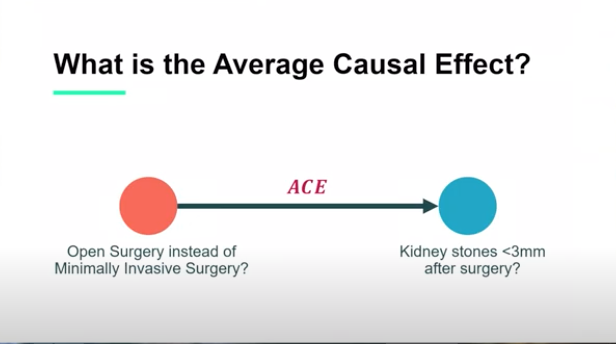 What is the Average Causal Effect?
ACE
Open Surgery instead of
Minimally Invasive Surgery?
Kidney stones <3mm
after surgery?